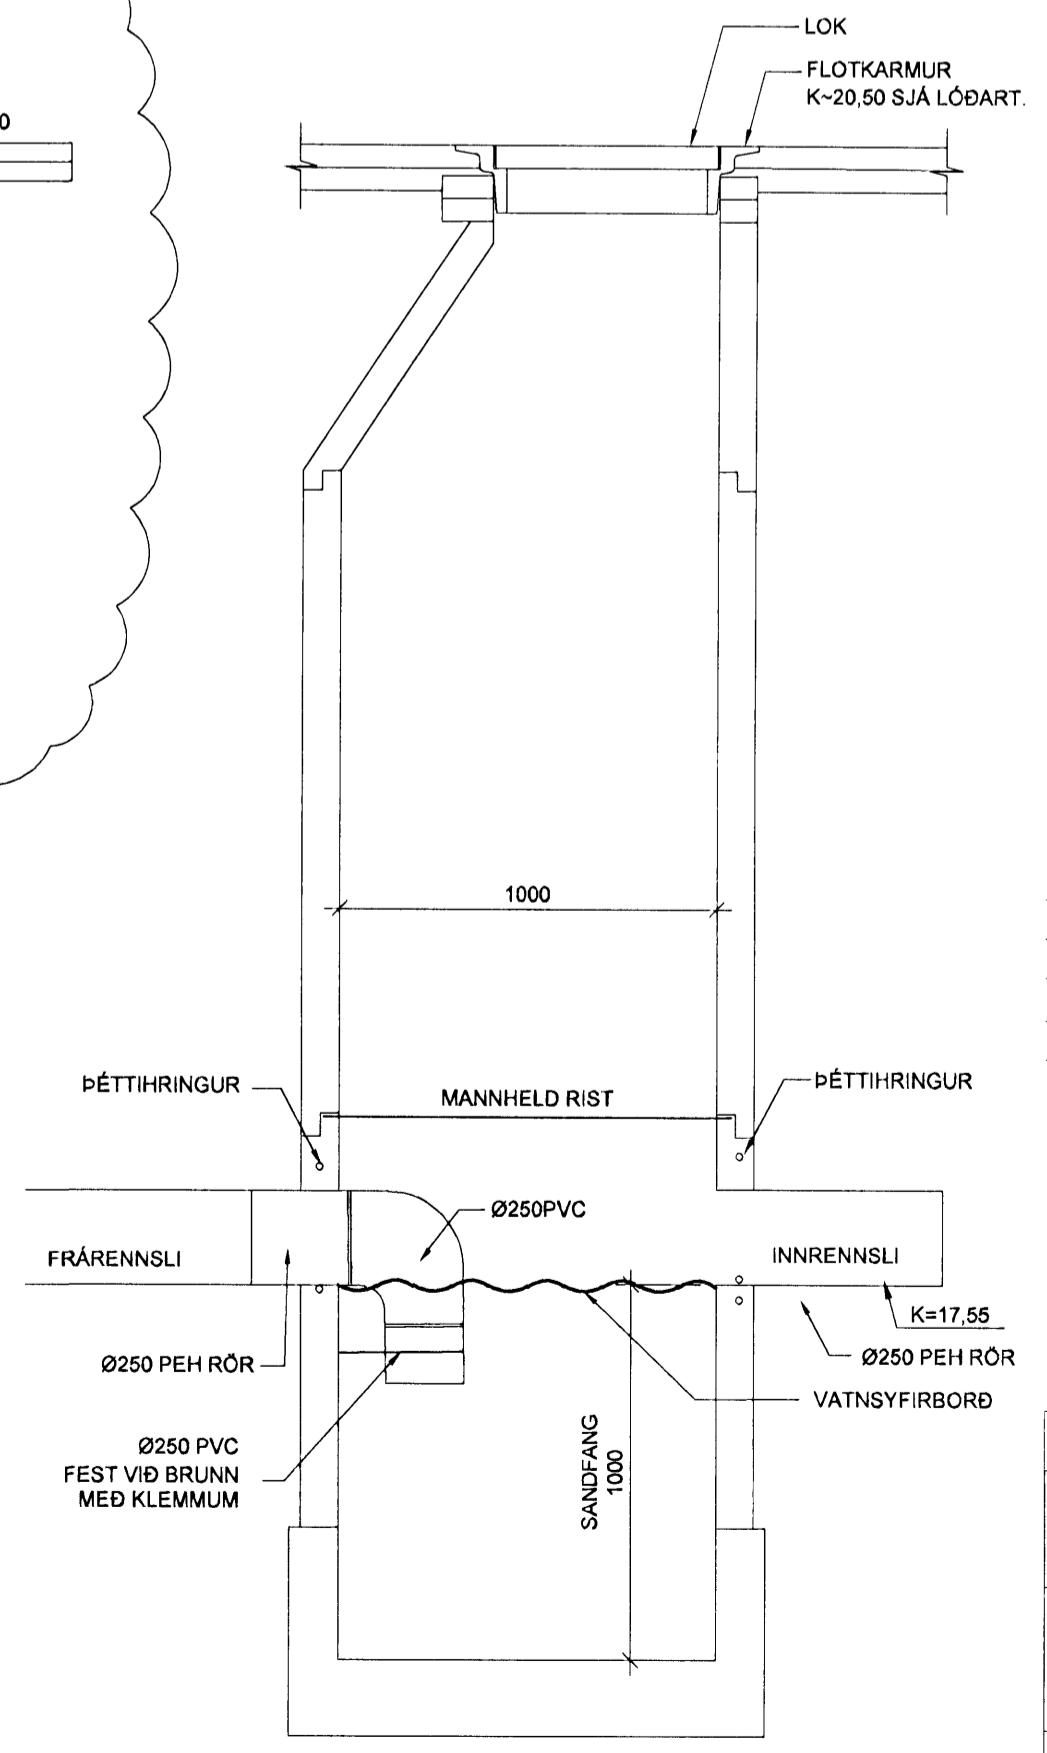 LOK
FLOTKARMUR
K~20,50 SJÁ LÓÐART.
0
1000
ÞÉTTIHRINGUR
MANNHELD RIST
ÞÉTTIHRINGUR
Ø250PVC
FRÁRENNSLI
INNRENNSLI
K=17,55
Ø250 PEH RÖR
Ø250 PEH RÖR
VATNSYFIRBORÐ
Ø250 PVC
FEST VIÐ BRUNN
MEÐ KLEMMUM
SANDFANG
1000